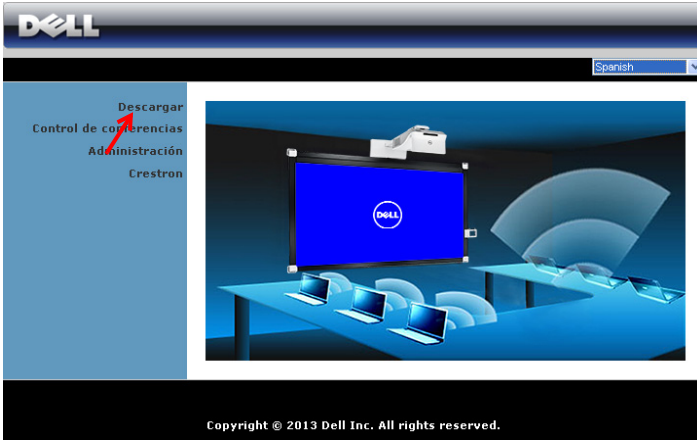 DELL
Spanish
Descargar
Control de conferencias
Administración
Crestron
DELL
Copyright © 2013 Dell Inc. All rights reserved.